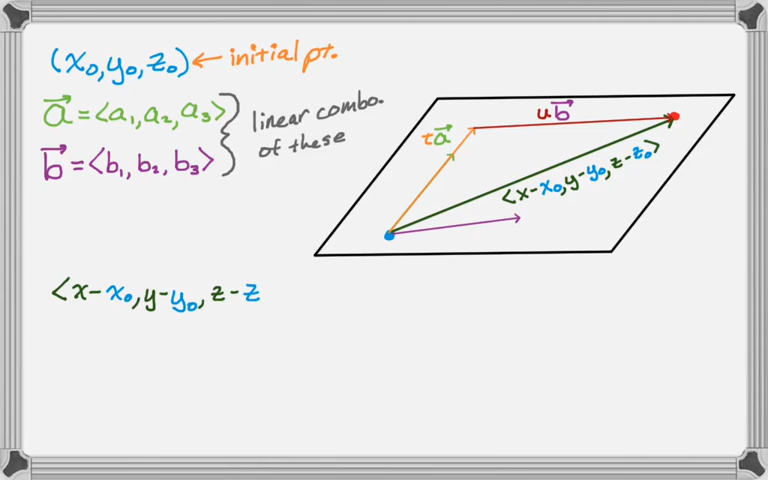 (x₀, y₀, z₀) ← initial pt.
a⃗ = <a₁, a₂, a₃>
b⃗ = <b₁, b₂, b₃>
linear combo.
of these
ub⃗
ta⃗
<x-x₀, y-y₀, z-z₀>
<x-x₀, y-y₀, z-z